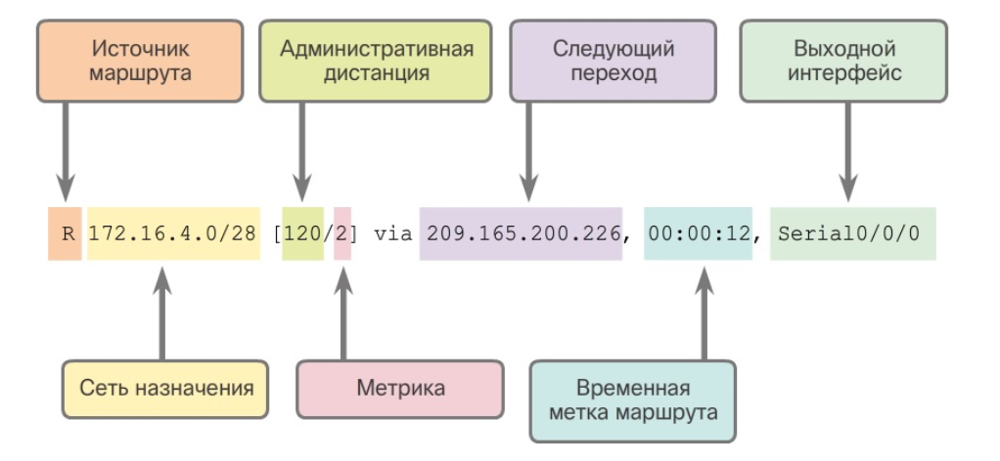 Источник
маршрута
Административная
дистанция
Следующий
переход
Выходной
интерфейс
R 172.16.4.0/28 [120/2] via 209.165.200.226, 00:00:12, Serial0/0/0
Сеть назначения
Метрика
Временная
метка маршрута